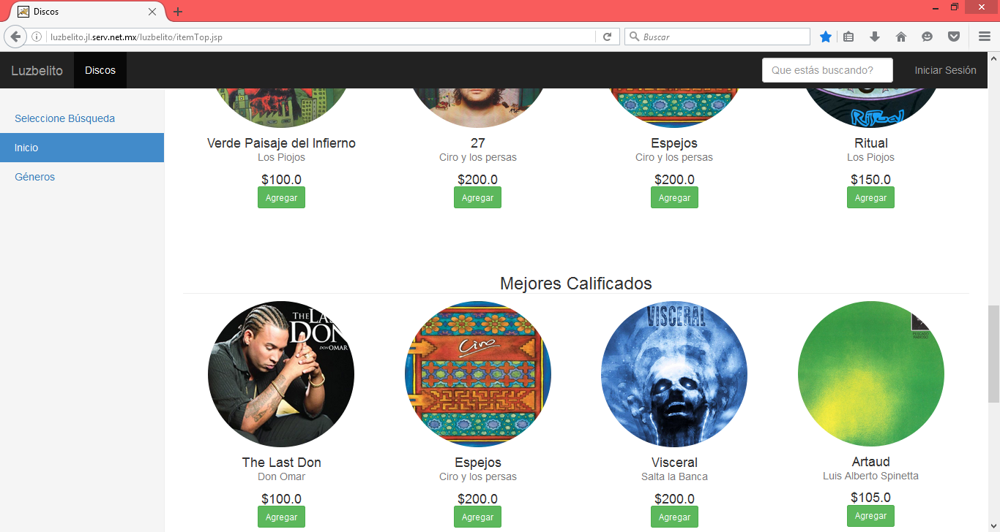 Discos
luzbelito.jl.serv.net.mx/luzbelito/itemTop.jsp
Buscar
Luzbelito
Discos
Que estás buscando?
Iniciar Sesión
Seleccione Búsqueda
Inicio
Géneros
Ritual
Verde Paisaje del Infierno
Los Piojos
$100.0
Agregar
27
Ciro y los persas
$200.0
Agregar
Espejos
Ciro y los persas
$200.0
Agregar
Ritual
Los Piojos
$150.0
Agregar
Mejores Calificados
THE LAST
DON
DON OMAR
The Last Don
Don Omar
$100.0
Agregar
Ciro
Espejos
Ciro y los persas
$200.0
Agregar
VISCERAL
Visceral
Salta la Banca
$200.0
Agregar
Artaud
Luis Alberto Spinetta
$105.0
Agregar